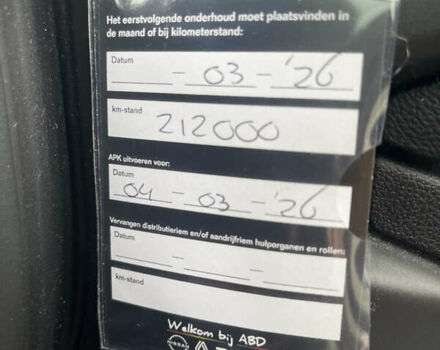 Het eerstvolgende onderhoud moet plaatsvinden in
de maand of bij kilometerstand:
Datum
- 03 - '26
km-stand
212000
APK uitvoeren voor:
Datum
04 - 03 - '26
Vervangen distributieriem en/of aandrijfriem hulporganen en rollen:
Datum
- -
km-stand
Welkom bij ABD
NISSAN